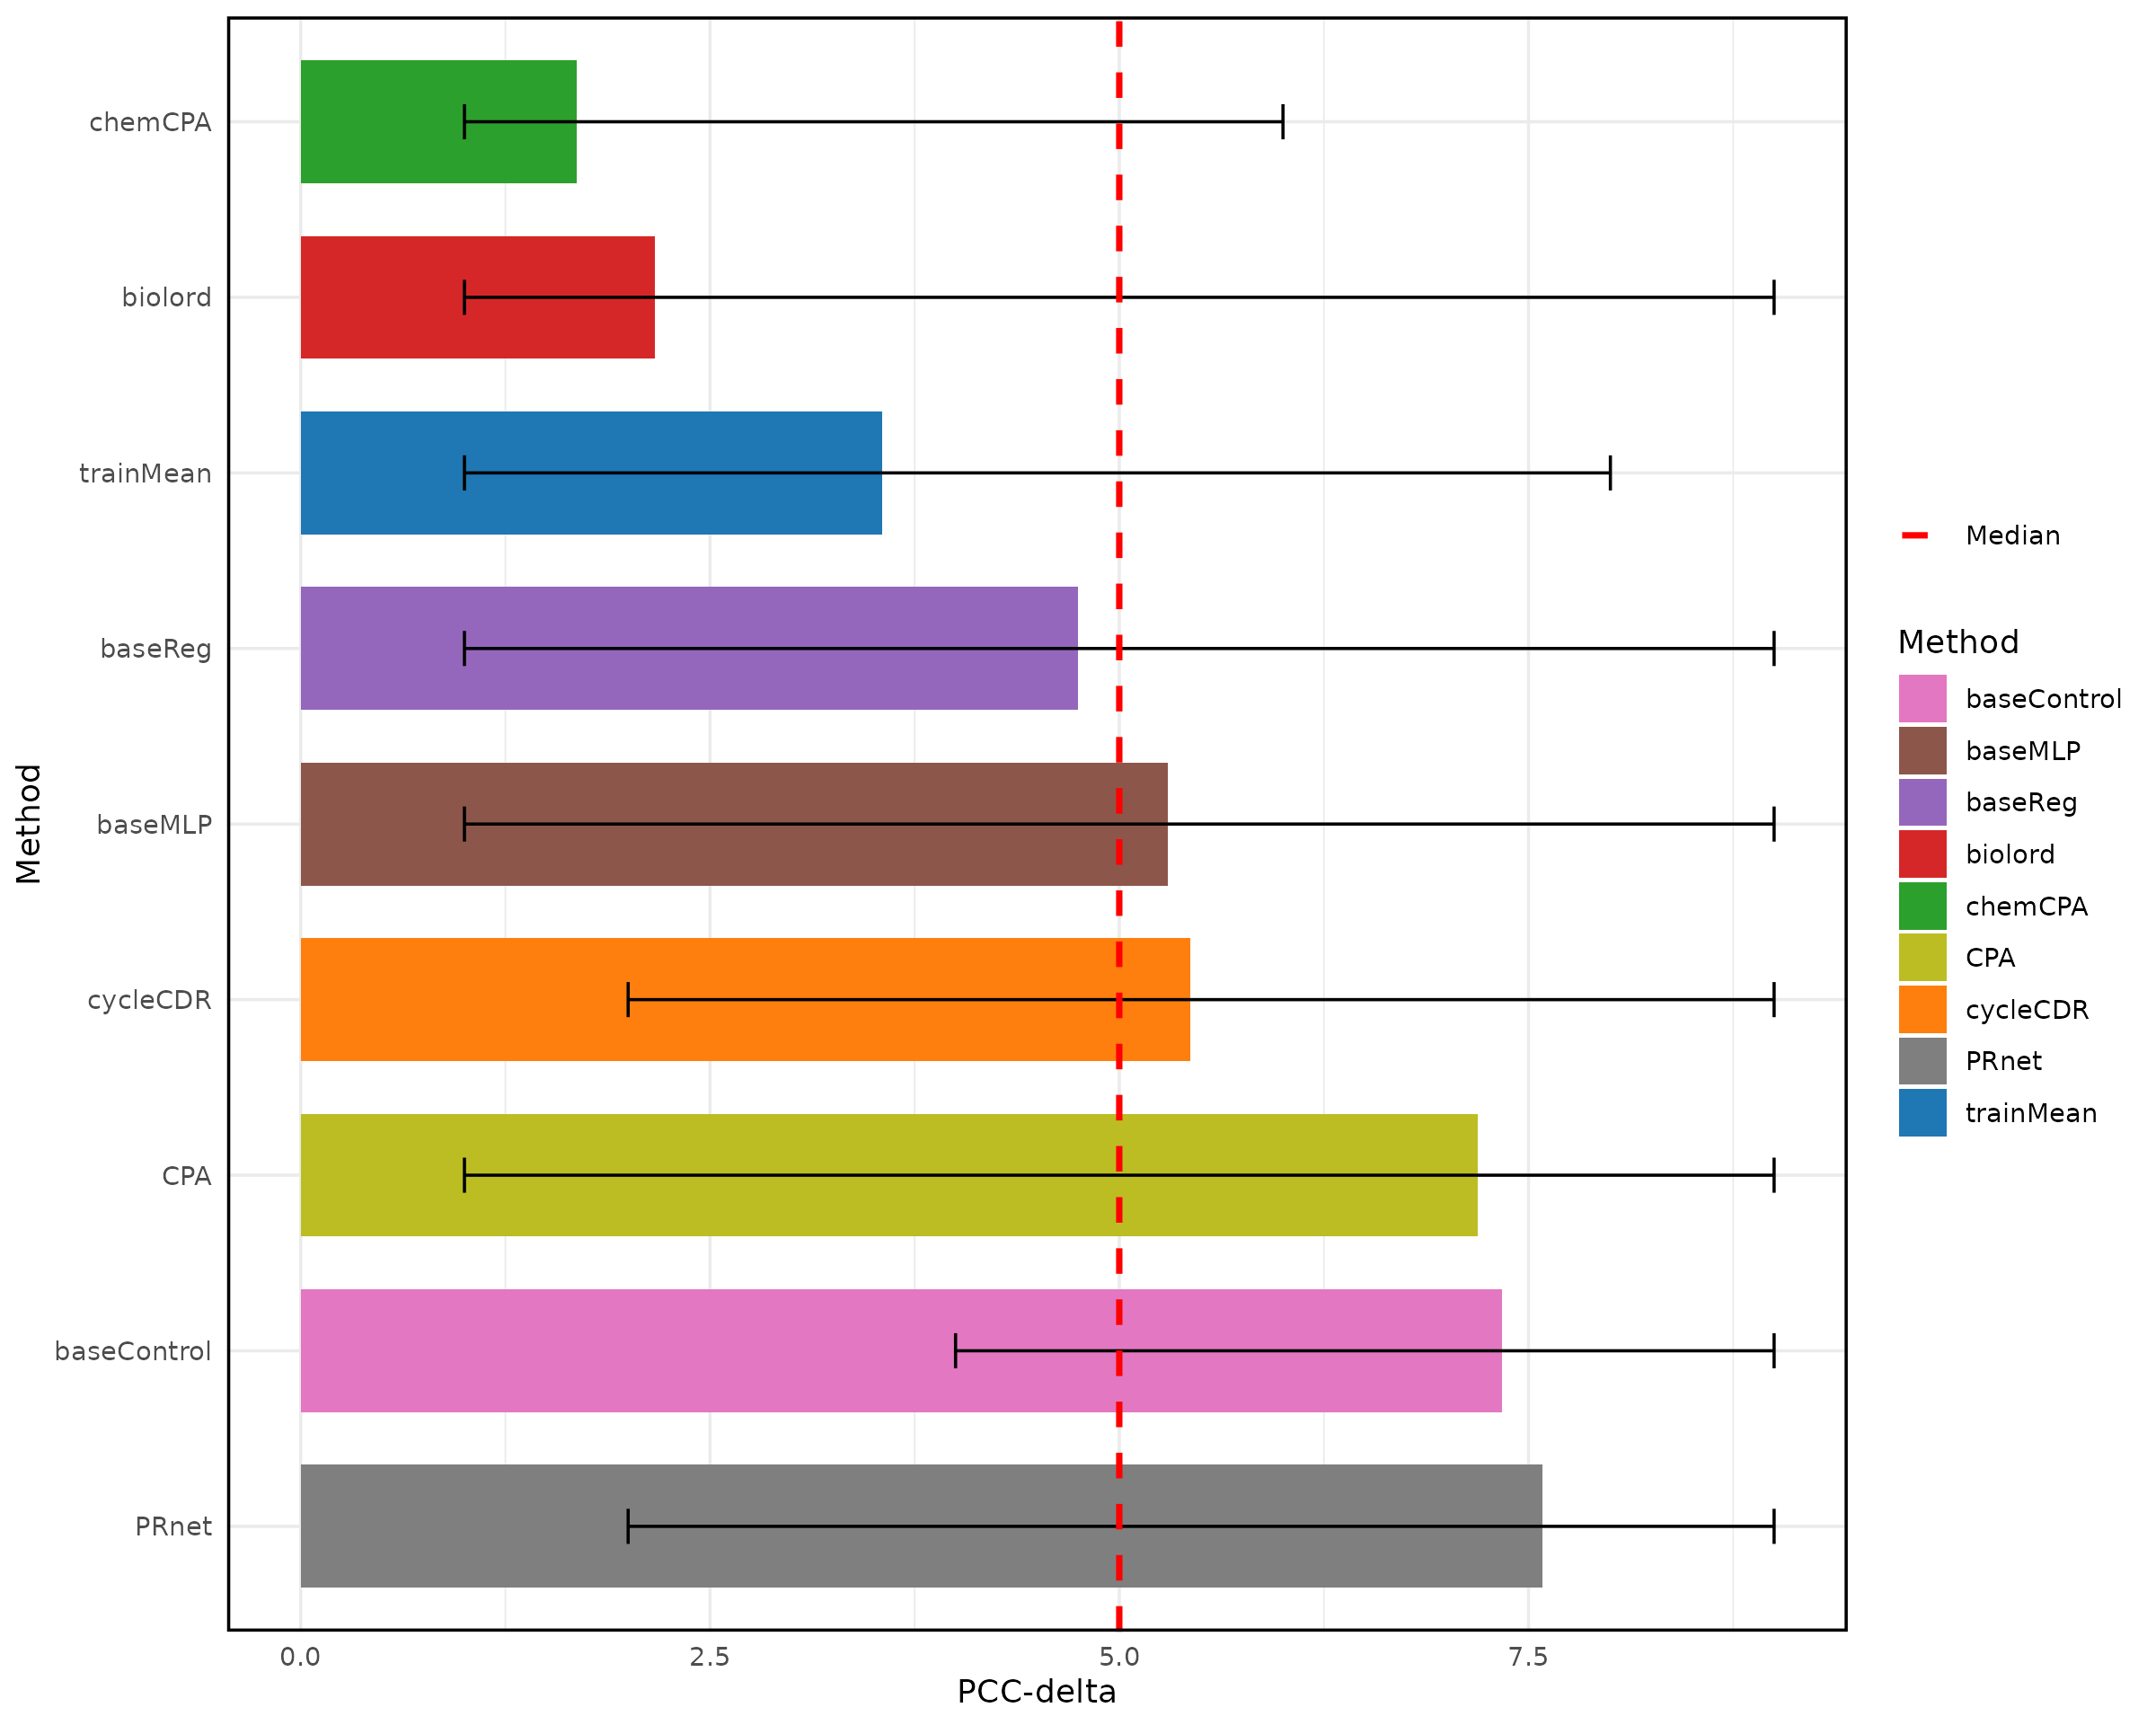 chemCPA
biolord
trainMean
baseReg
baseMLP
cycleCDR
CPA
baseControl
PRnet
Method
0.0 2.5 5.0 7.5
PCC-delta
Median
Method
baseControl
baseMLP
baseReg
biolord
chemCPA
CPA
cycleCDR
PRnet
trainMean